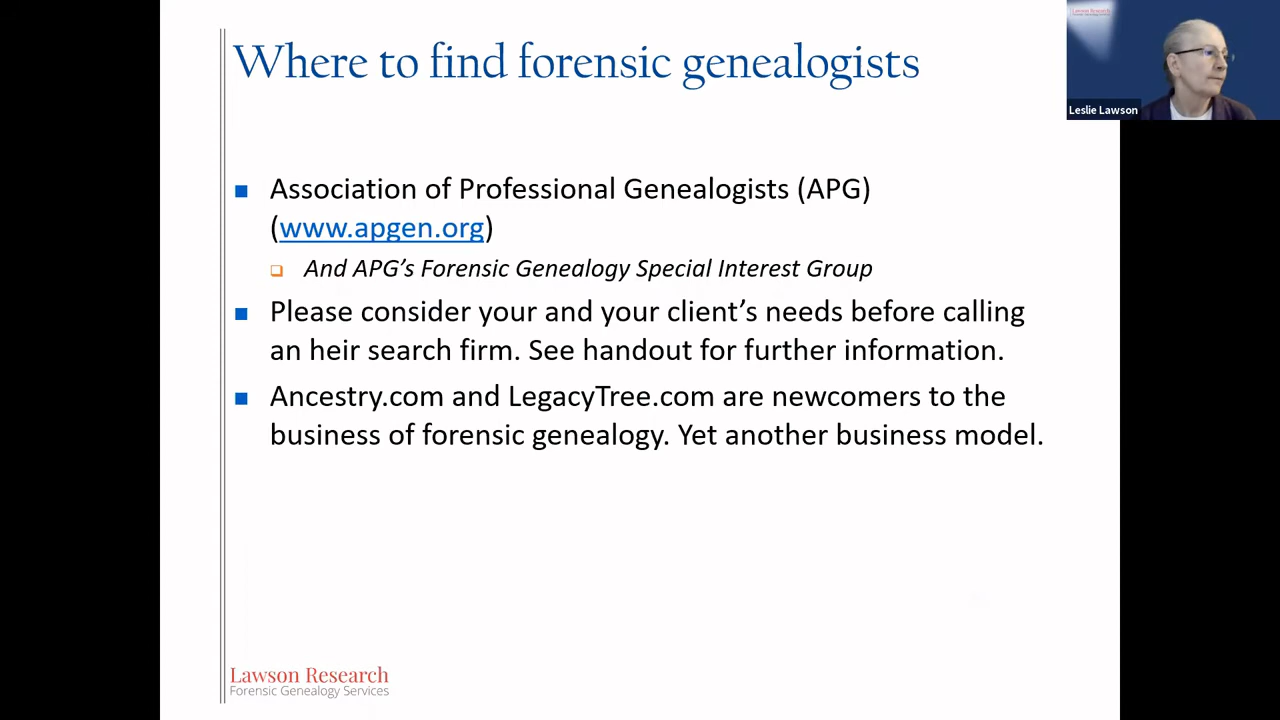 Where to find forensic genealogists
Lawson Research
Leslie Lawson
Association of Professional Genealogists (APG)
(www.apgen.org)
And APG’s Forensic Genealogy Special Interest Group
Please consider your and your client’s needs before calling
an heir search firm. See handout for further information.
Ancestry.com and LegacyTree.com are newcomers to the
business of forensic genealogy. Yet another business model.
Lawson Research
Forensic Genealogy Services